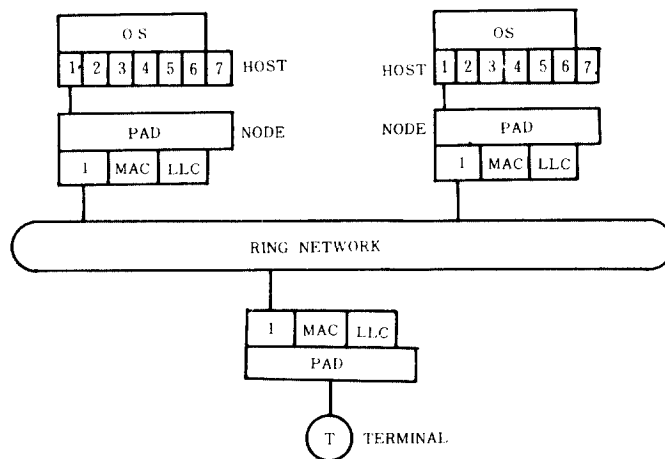 OS
1 2 3 4 5 6 7 HOST
PAD NODE
1 MAC LLC
OS
HOST 1 2 3 4 5 6 7
NODE PAD
1 MAC LLC
RING NETWORK
1 MAC LLC
PAD
T TERMINAL